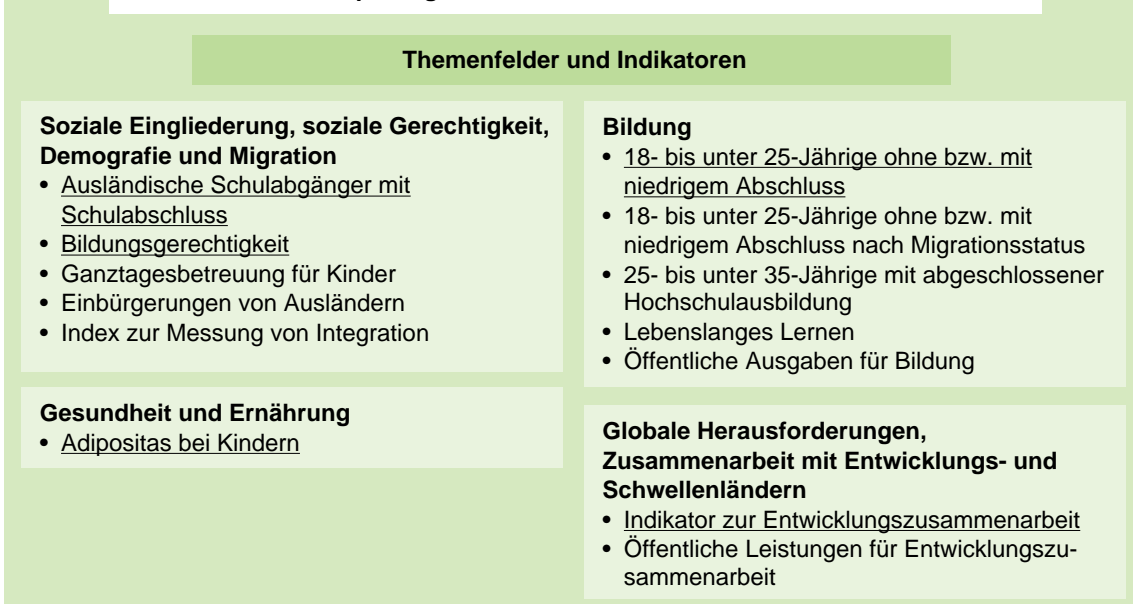 Themenfelder und Indikatoren
Soziale Eingliederung, soziale Gerechtigkeit,
Demografie und Migration
• Ausländische Schulabgänger mit
Schulabschluss
• Bildungsgerechtigkeit
• Ganztagesbetreuung für Kinder
• Einbürgerungen von Ausländern
• Index zur Messung von Integration
Gesundheit und Ernährung
• Adipositas bei Kindern
Bildung
• 18- bis unter 25-Jährige ohne bzw. mit
niedrigem Abschluss
• 18- bis unter 25-Jährige ohne bzw. mit
niedrigem Abschluss nach Migrationsstatus
• 25- bis unter 35-Jährige mit abgeschlossener
Hochschulausbildung
• Lebenslanges Lernen
• Öffentliche Ausgaben für Bildung
Globale Herausforderungen,
Zusammenarbeit mit Entwicklungs- und
Schwellenländern
• Indikator zur Entwicklungszusammenarbeit
• Öffentliche Leistungen für Entwicklungszu-
sammenarbeit